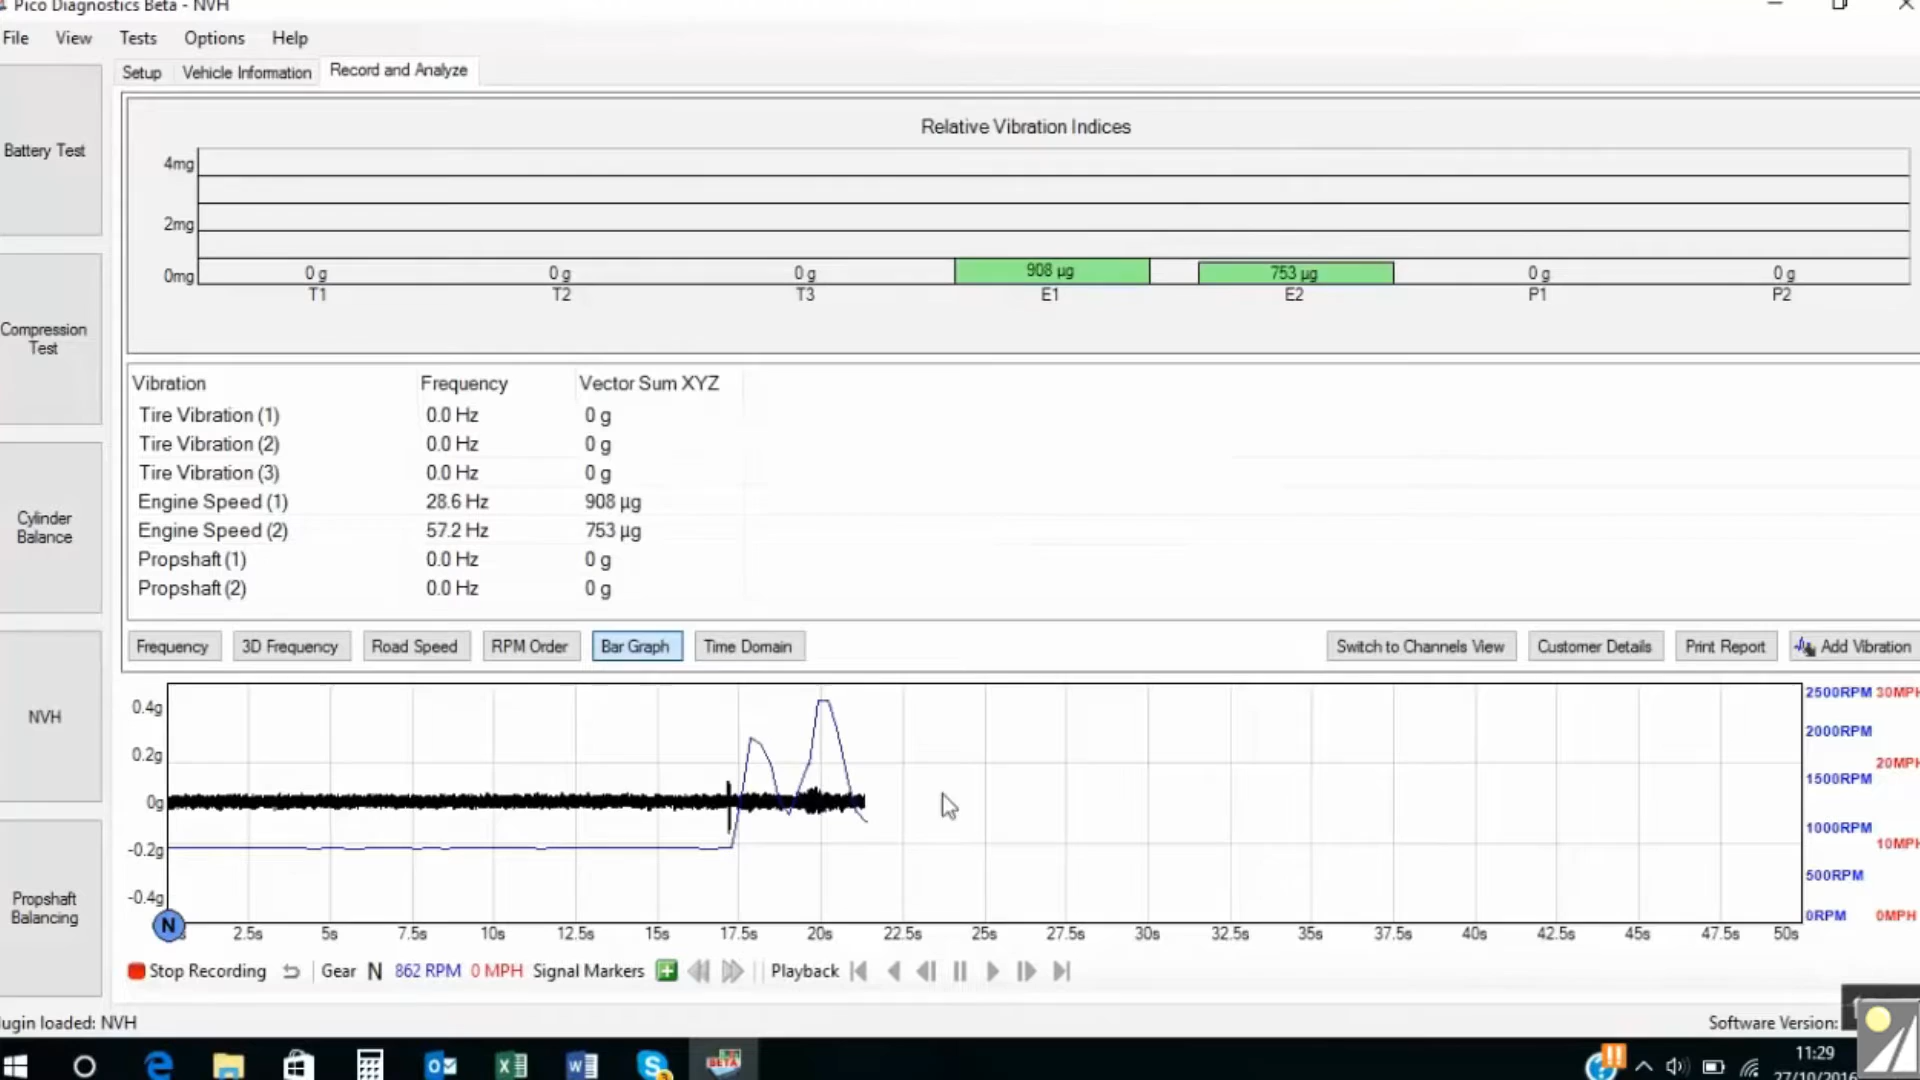 Pico Diagnostics Beta - NVH
File View Tests Options Help
Setup Vehicle Information Record and Analyze
Battery Test
Compression
Test
Cylinder
Balance
NVH
Propshaft
Balancing
Relative Vibration Indices
4mg
2mg
0mg
0 g 0 g 0 g 908 µg 753 µg 0 g 0 g
T1 T2 T3 E1 E2 P1 P2
Vibration Frequency Vector Sum XYZ
Tire Vibration (1) 0.0 Hz 0 g
Tire Vibration (2) 0.0 Hz 0 g
Tire Vibration (3) 0.0 Hz 0 g
Engine Speed (1) 28.6 Hz 908 µg
Engine Speed (2) 57.2 Hz 753 µg
Propshaft (1) 0.0 Hz 0 g
Propshaft (2) 0.0 Hz 0 g
Frequency 3D Frequency Road Speed RPM Order Bar Graph Time Domain Switch to Channels View Customer Details Print Report Add Vibration
0.4g
0.2g
0g
-0.2g
-0.4g
2500RPM 30MPH
2000RPM
20MPH
1500RPM
1000RPM
10MPH
500RPM
0RPM 0MPH
N
2.5s 5s 7.5s 10s 12.5s 15s 17.5s 20s 22.5s 25s 27.5s 30s 32.5s 35s 37.5s 40s 42.5s 45s 47.5s 50s
Stop Recording Gear N 862 RPM 0 MPH Signal Markers Playback
lugin loaded: NVH
Software Version:
BETA
11:29
27/10/2016